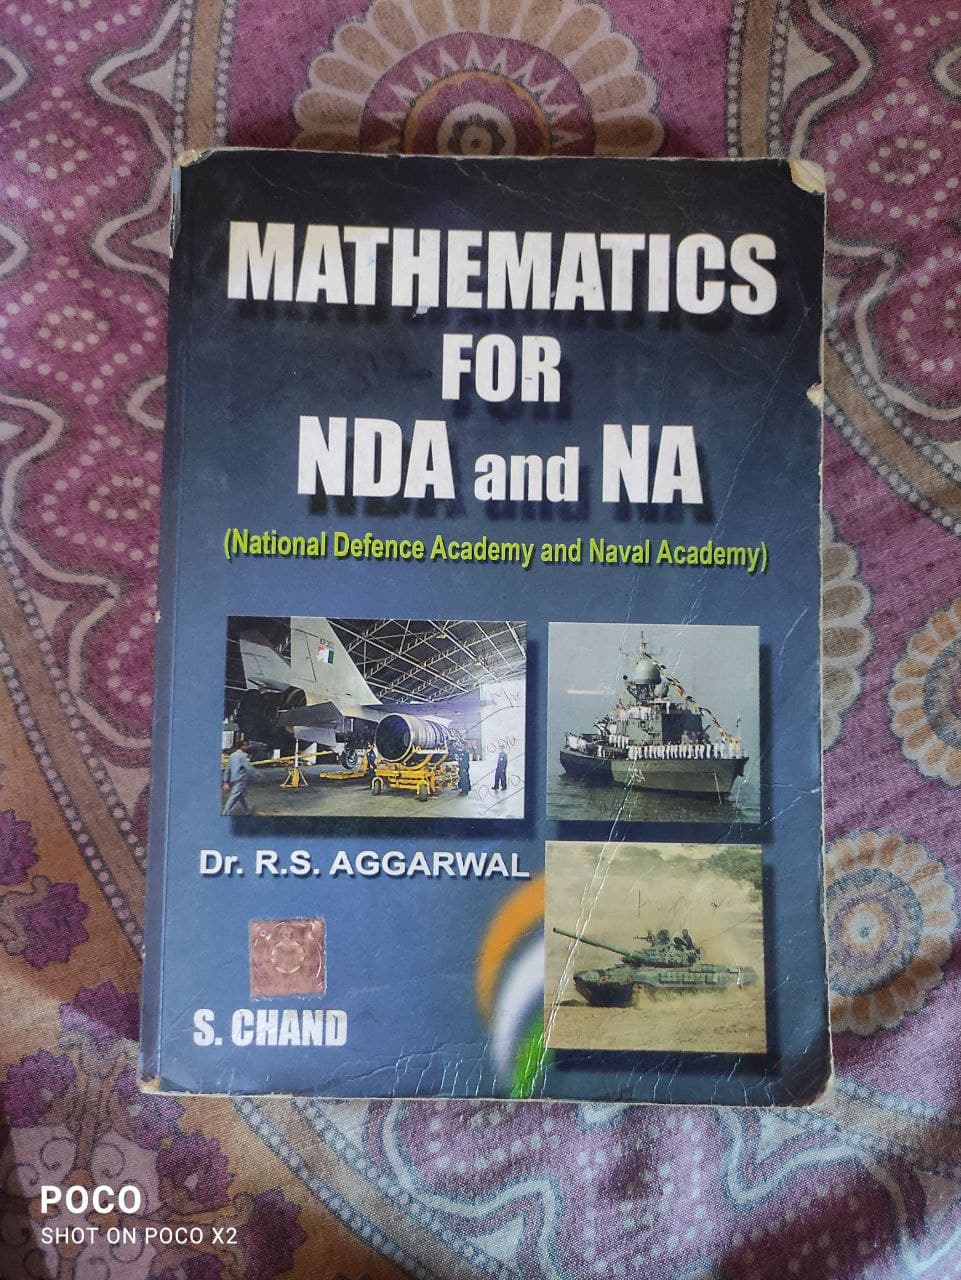 MATHEMATICS
FOR
NDA and NA
(National Defence Academy and Naval Academy)
Dr. R.S. AGGARWAL
S. CHAND
POCO
SHOT ON POCO X2